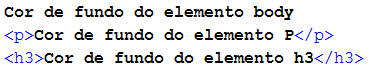 Cor de fundo do elemento body
<p>Cor de fundo do elemento P</p>
<h3>Cor de fundo do elemento h3</h3>